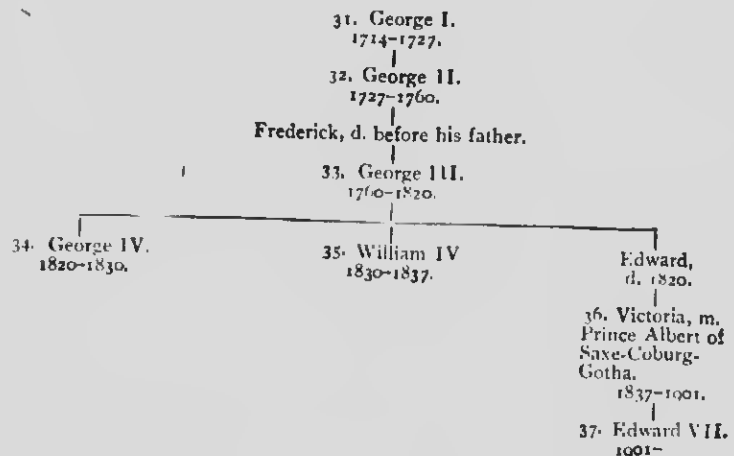 31. George I.
1714–1727.
32. George II.
1727–1760.
Frederick, d. before his father.
33. George III.
1760–1820.
34. George IV.
1820–1830.
35. William IV
1830–1837.
Edward,
d. 1820.
36. Victoria, m.
Prince Albert of
Saxe-Coburg-
Gotha.
1837–1901.
37. Edward VII.
1901–